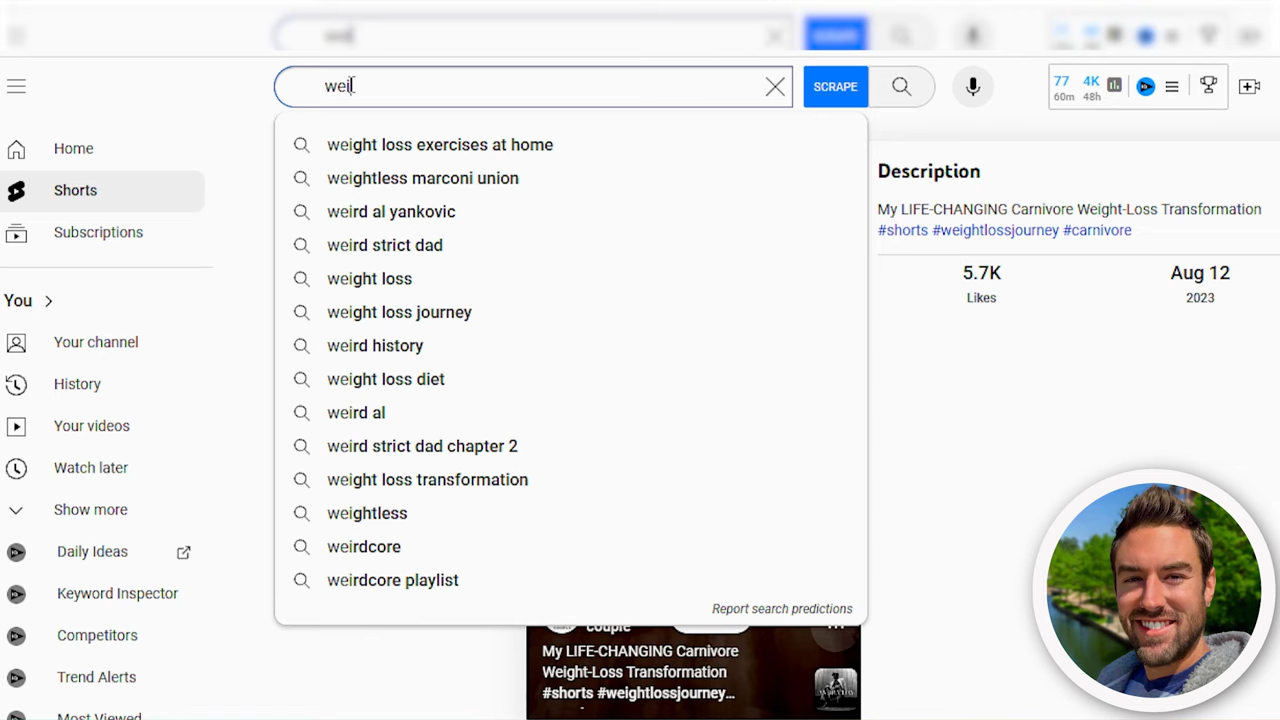 wei
SCRAPE
77 4K
60m 48h
Home
Shorts
Subscriptions
You
Your channel
History
Your videos
Watch later
Show more
Daily Ideas
Keyword Inspector
Competitors
Trend Alerts
Most Viewed
weight loss exercises at home
weightless marconi union
weird al yankovic
weird strict dad
weight loss
weight loss journey
weird history
weight loss diet
weird al
weird strict dad chapter 2
weight loss transformation
weightless
weirdcore
weirdcore playlist
Report search predictions
Description
My LIFE-CHANGING Carnivore Weight-Loss Transformation
#shorts #weightlossjourney #carnivore
5.7K Aug 12
Likes 2023
couple
My LIFE-CHANGING Carnivore
Weight-Loss Transformation
#shorts #weightlossjourney...